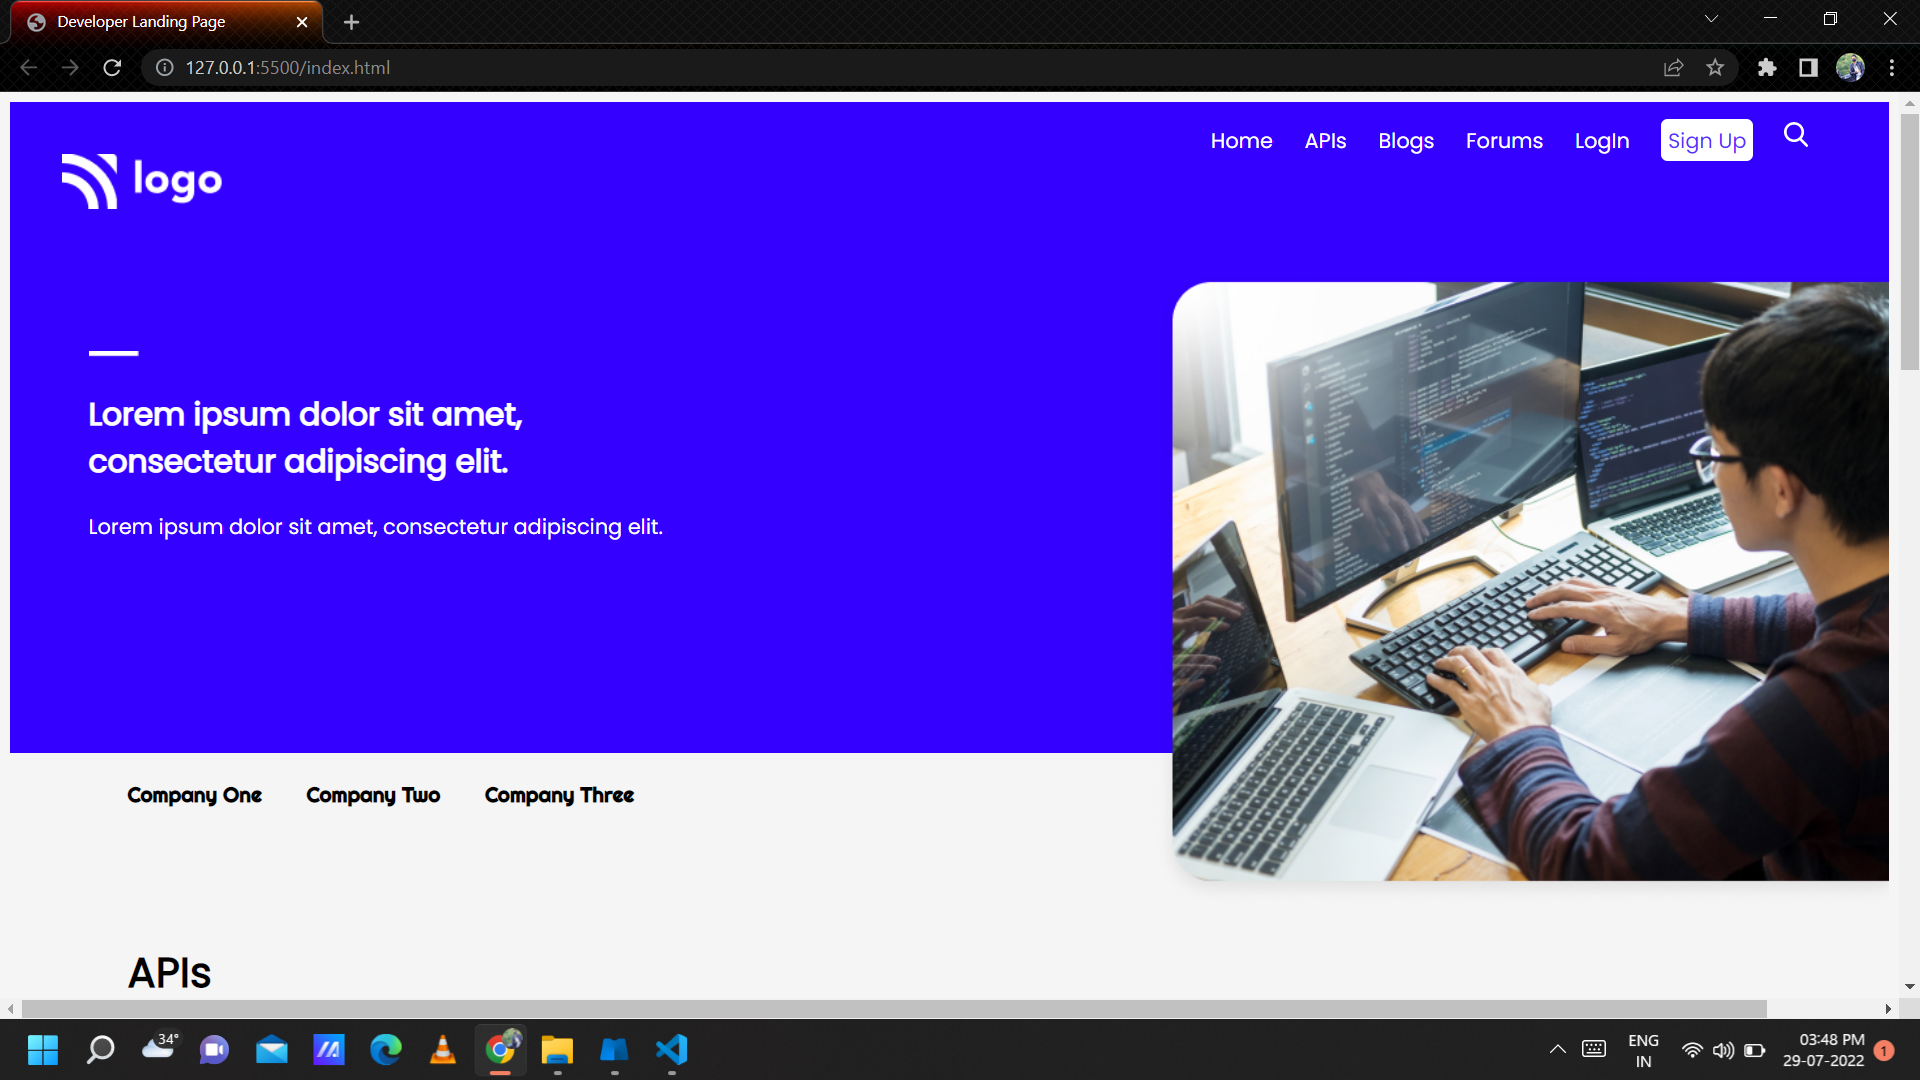 Developer Landing Page
127.0.0.1:5500/index.html
logo
Home APIs Blogs Forums LogIn Sign Up
Lorem ipsum dolor sit amet,
consectetur adipiscing elit.
Lorem ipsum dolor sit amet, consectetur adipiscing elit.
Company One Company Two Company Three
APIs
34°
ENG
IN
03:48 PM
29-07-2022
1